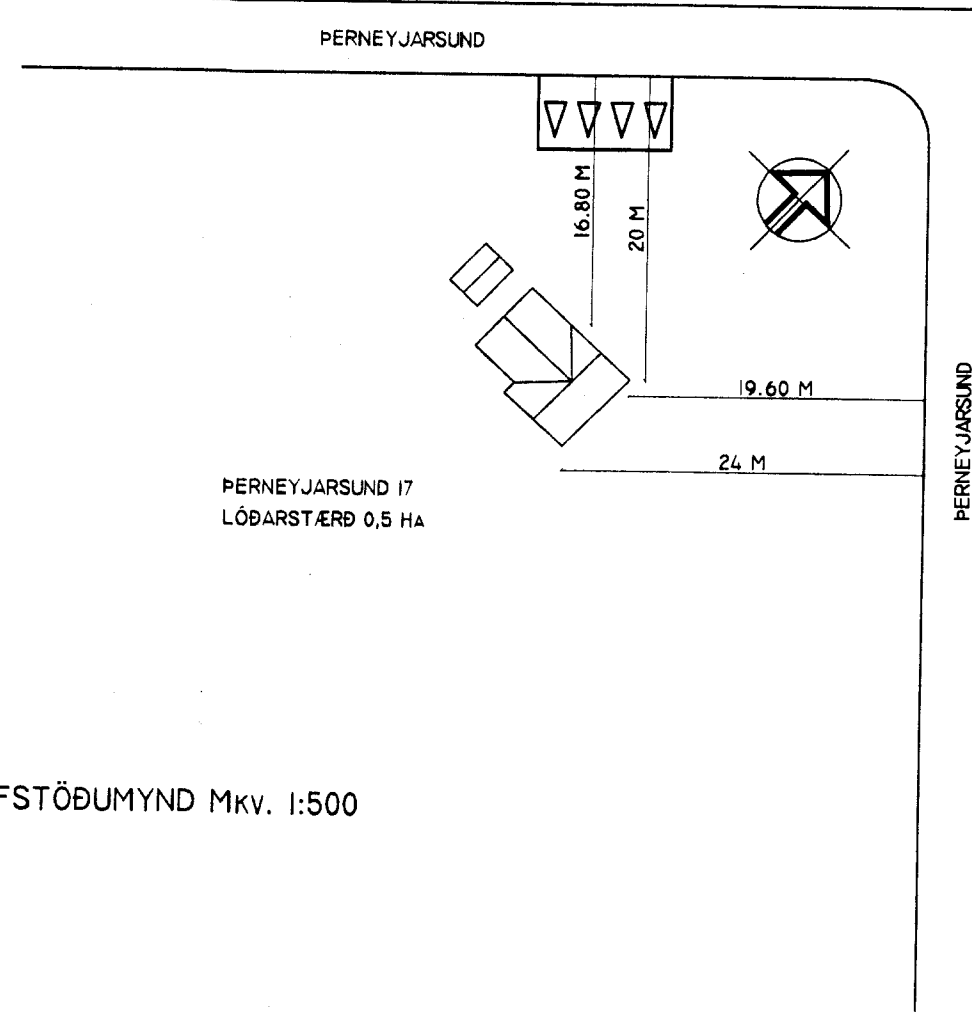 ÞERNEYJARSUND
16.80 M
20 M
19.60 M
24 M
ÞERNEYJARSUND
ÞERNEYJARSUND 17
LÓÐARSTÆRÐ 0,5 HA
FSTÖÐUMYND MKV. 1:500